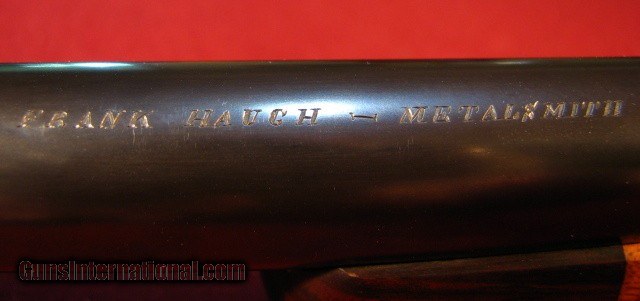 FRANK HAUCH - METALSMITH
GunsInternational.com